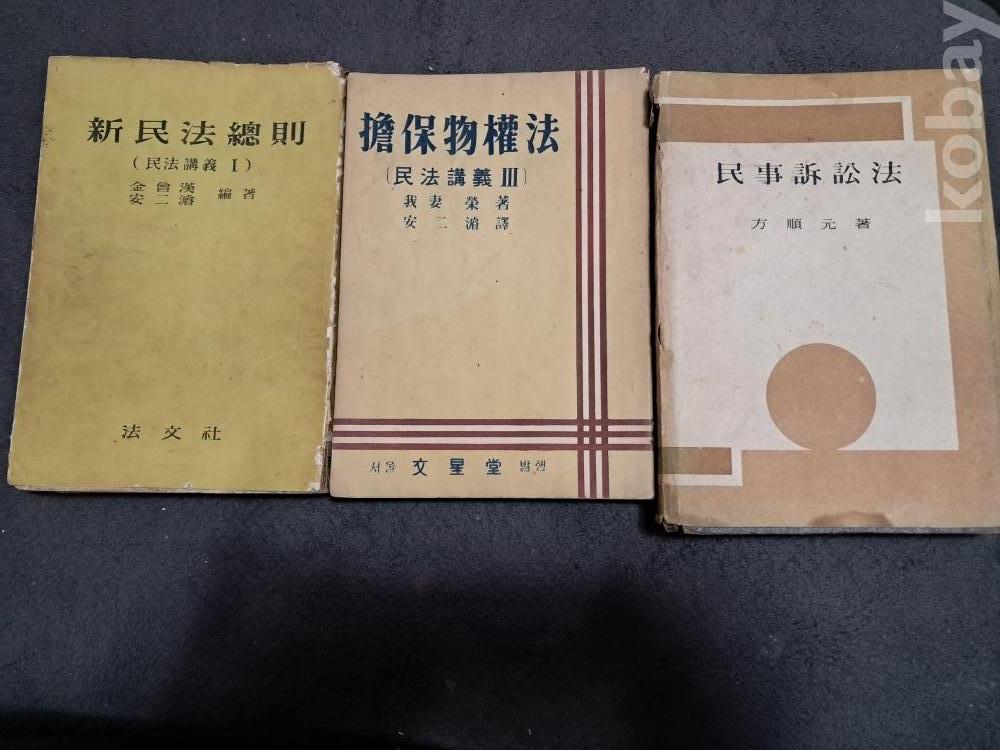 新民法總則
(民法講義 I)
金曾漢
安二濬 編著
法文社
擔保物權法
〔民法講義 III〕
我妻 榮 著
安二濬 譯
서울 文星堂 발행
民事訴訟法
方順元 著
kobay